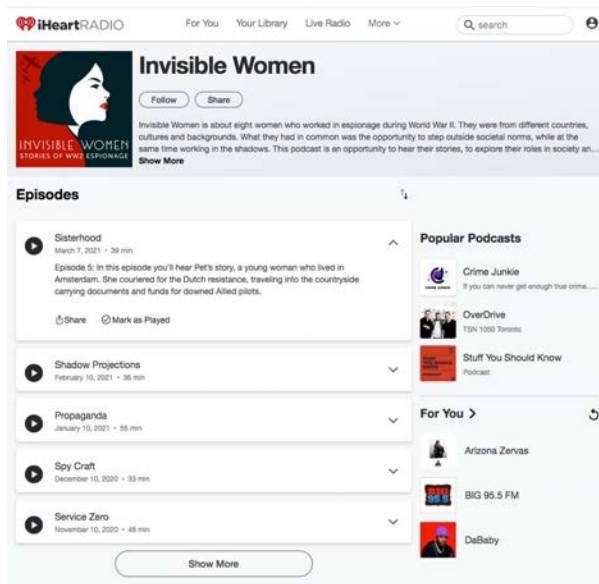 iHeartRADIO For You Your Library Live Radio More search
Invisible Women
Follow Share
Invisible Women is about eight women who worked in espionage during World War II. They were from different countries,
cultures and backgrounds. What they had in common was the opportunity to step outside societal norms, while at the
same time working in the shadows. This podcast is an opportunity to hear their stories, to explore their roles in society an...
Show More
INVISIBLE WOMEN
STORIES OF WW2 ESPIONAGE
Episodes
Sisterhood
March 7, 2021 • 39 min
Episode 5: In this episode you'll hear Pet's story, a young woman who lived in
Amsterdam. She couriered for the Dutch resistance, traveling into the countryside
carrying documents and funds for downed Allied pilots.
Share Mark as Played
Shadow Projections
February 10, 2021 • 36 min
Propaganda
January 10, 2021 • 55 min
Spy Craft
December 10, 2020 • 33 min
Service Zero
November 10, 2020 • 48 min
Show More
Popular Podcasts
CRIME JUNKIE
Crime Junkie
If you can never get enough true crime.....
OverDrive
TSN 1050 Toronto
Stuff You Should Know
Podcast
For You >
Arizona Zervas
BIG
95.5
BIG 95.5 FM
DaBaby